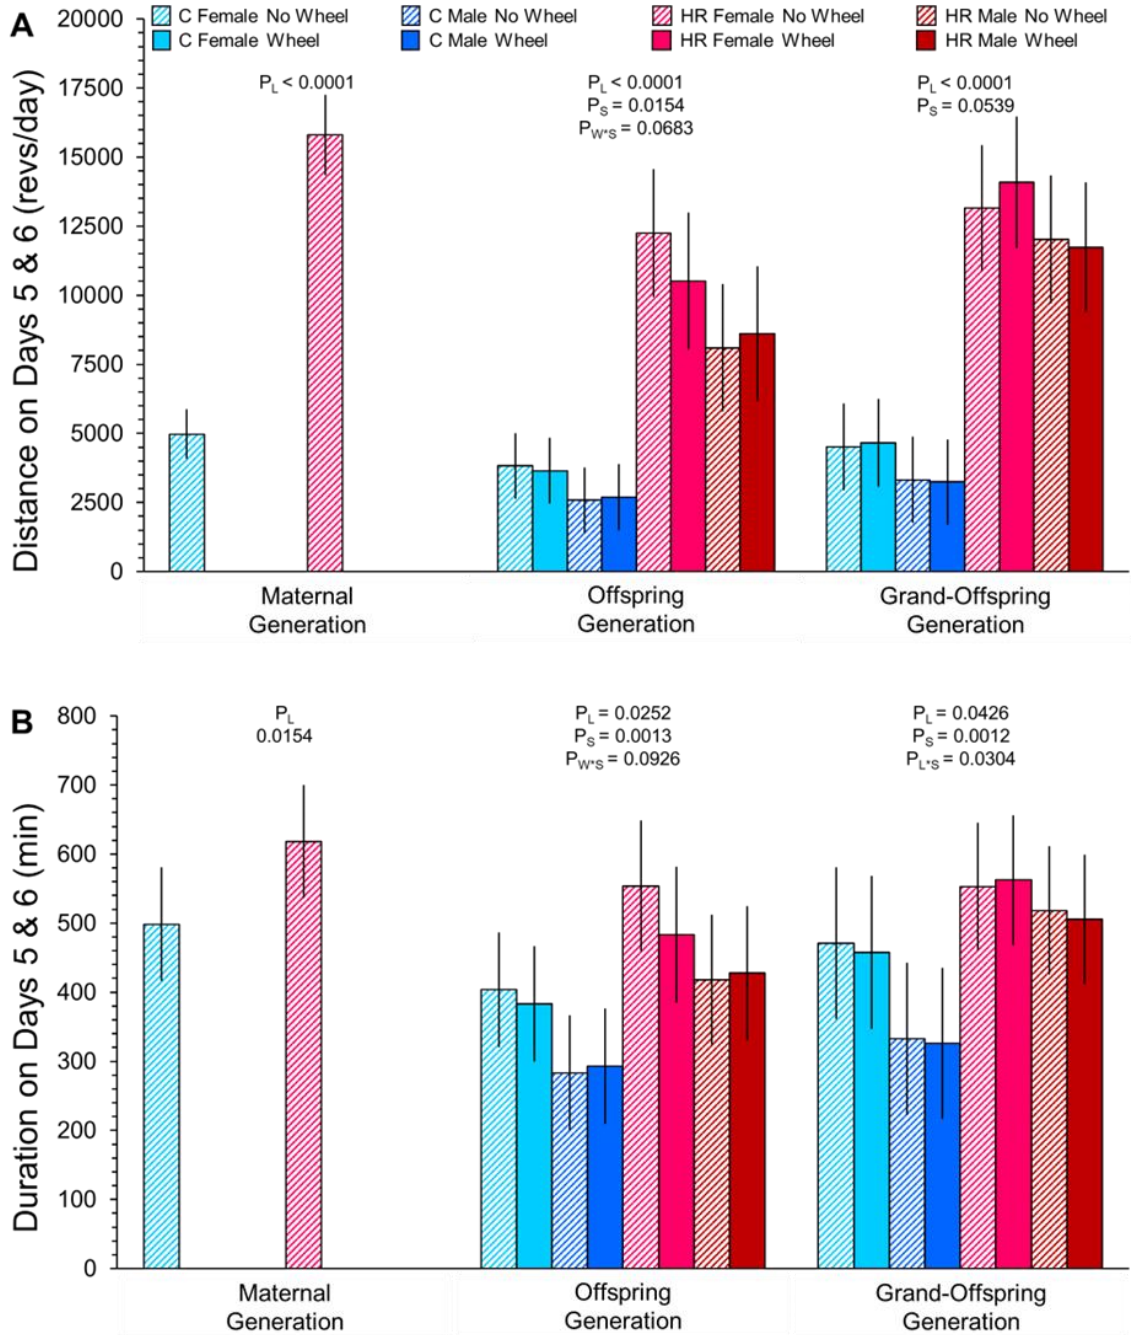 A
C Female No Wheel C Male No Wheel HR Female No Wheel HR Male No Wheel
C Female Wheel C Male Wheel HR Female Wheel HR Male Wheel
Distance on Days 5 & 6 (revs/day)
20000
17500
15000
12500
10000
7500
5000
2500
0
PL < 0.0001
PL < 0.0001
PS = 0.0154
PW*S = 0.0683
PL < 0.0001
PS = 0.0539
Maternal
Generation
Offspring
Generation
Grand-Offspring
Generation
B
Duration on Days 5 & 6 (min)
800
700
600
500
400
300
200
100
0
PL
0.0154
PL = 0.0252
PS = 0.0013
PW*S = 0.0926
PL = 0.0426
PS = 0.0012
PL*S = 0.0304
Maternal
Generation
Offspring
Generation
Grand-Offspring
Generation